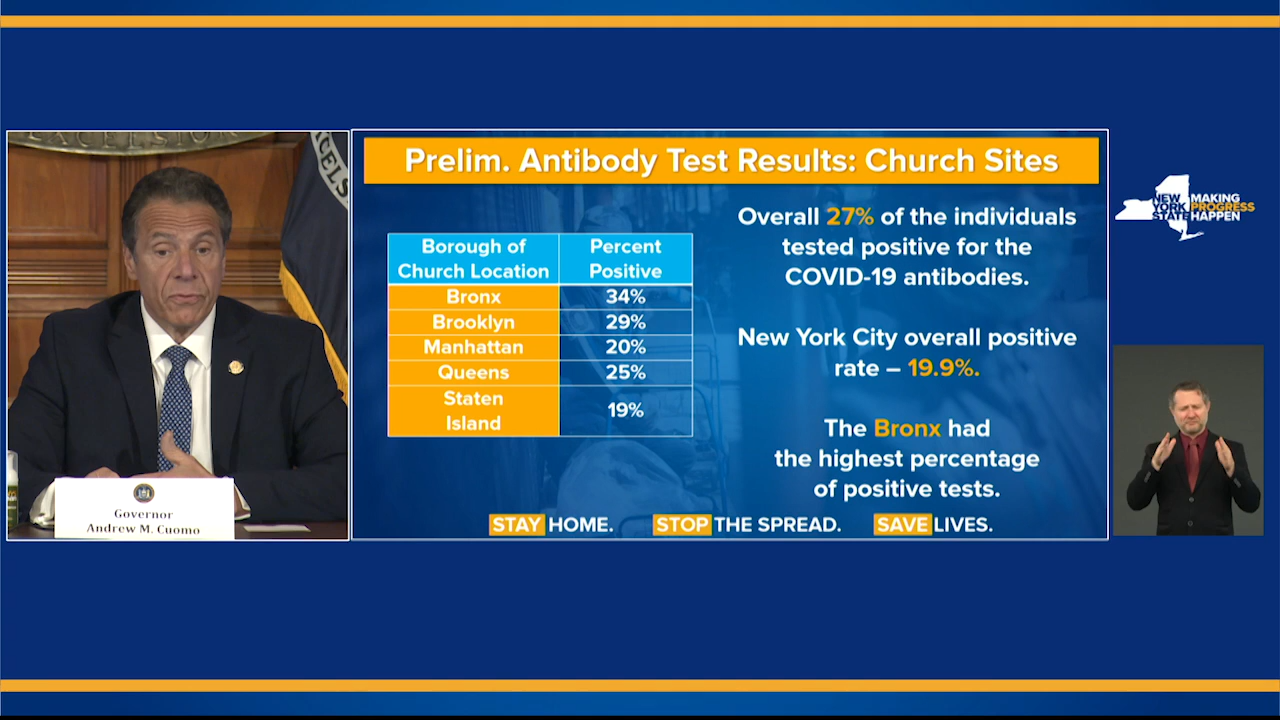 EXCELSIOR
CELS
Governor
Andrew M. Cuomo
Prelim. Antibody Test Results: Church Sites
Borough of
Church Location
Percent
Positive
Bronx 34%
Brooklyn 29%
Manhattan 20%
Queens 25%
Staten
Island
19%
Overall 27% of the individuals
tested positive for the
COVID-19 antibodies.
New York City overall positive
rate – 19.9%.
The Bronx had
the highest percentage
of positive tests.
STAY HOME. STOP THE SPREAD. SAVE LIVES.
NEW
YORK
STATE
MAKING
PROGRESS
HAPPEN